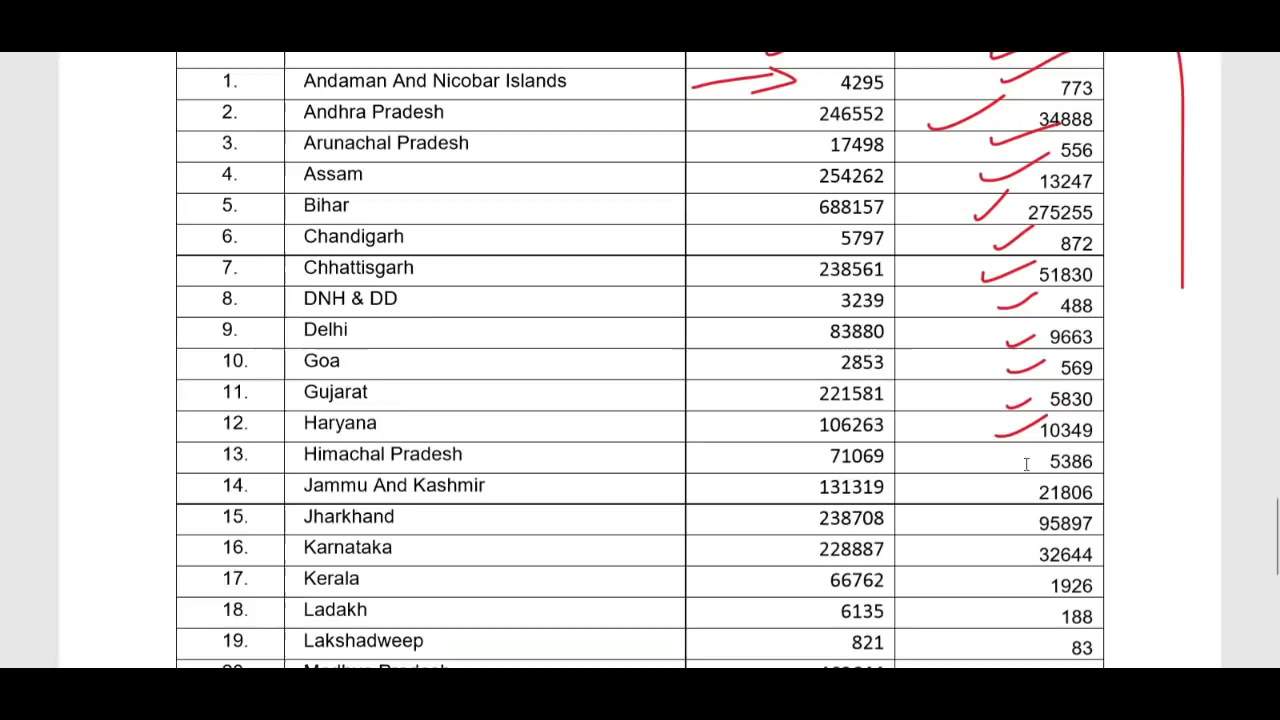 1. Andaman And Nicobar Islands 4295 773
2. Andhra Pradesh 246552 34888
3. Arunachal Pradesh 17498 556
4. Assam 254262 13247
5. Bihar 688157 275255
6. Chandigarh 5797 872
7. Chhattisgarh 238561 51830
8. DNH & DD 3239 488
9. Delhi 83880 9663
10. Goa 2853 569
11. Gujarat 221581 5830
12. Haryana 106263 10349
13. Himachal Pradesh 71069 5386
14. Jammu And Kashmir 131319 21806
15. Jharkhand 238708 95897
16. Karnataka 228887 32644
17. Kerala 66762 1926
18. Ladakh 6135 188
19. Lakshadweep 821 83